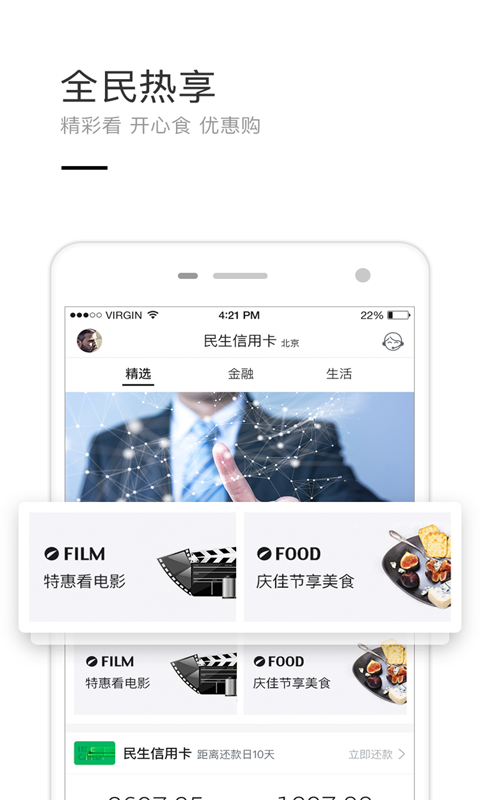 全民热享
精彩看 开心食 优惠购
VIRGIN 4:21 PM 22%
民生信用卡 北京
精选 金融 生活
FILM FOOD
特惠看电影 庆佳节享美食
FILM FOOD
特惠看电影 庆佳节享美食
民生信用卡 距离还款日10天 立即还款